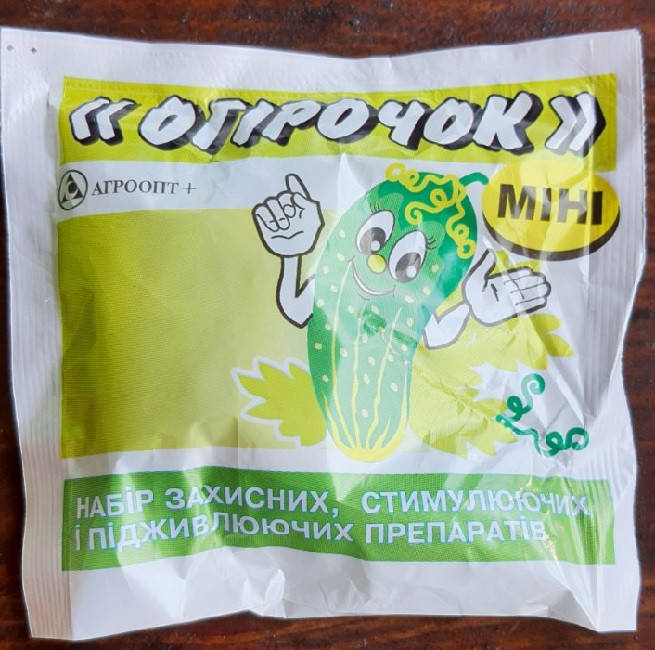 « ОГІРОЧОК »
АГРООПТ +
МІНІ
НАБІР ЗАХИСНИХ, СТИМУЛЮЮЧИХ
І ПІДЖИВЛЮЮЧИХ ПРЕПАРАТІВ